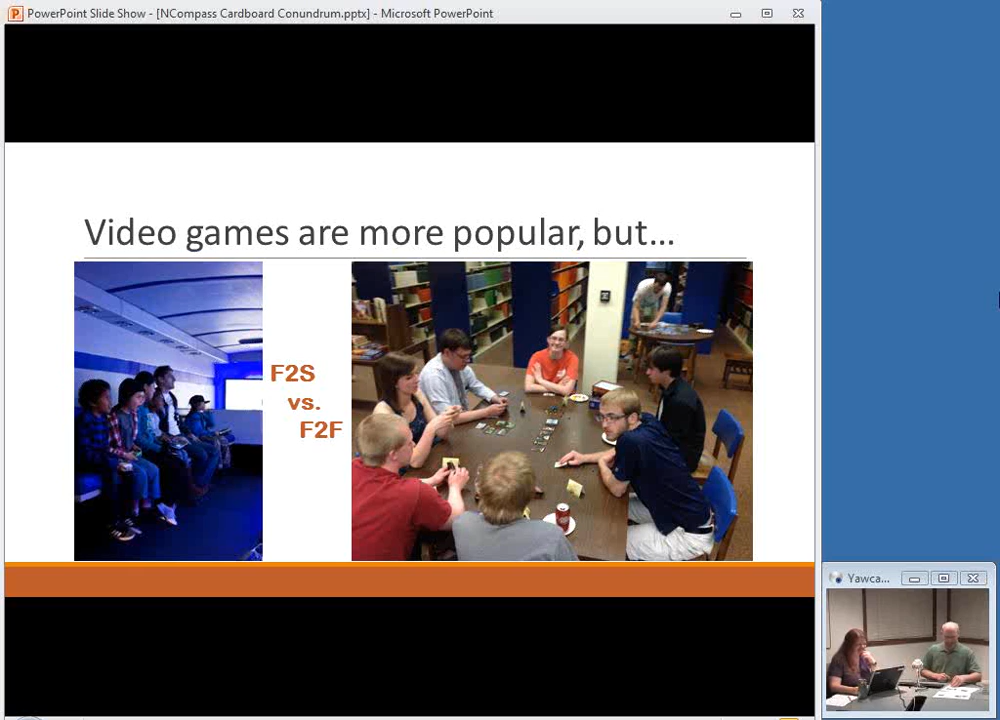 PowerPoint Slide Show - [NCompass Cardboard Conundrum.pptx] - Microsoft PowerPoint
Video games are more popular, but...
F2S
vs.
F2F
Yawca...